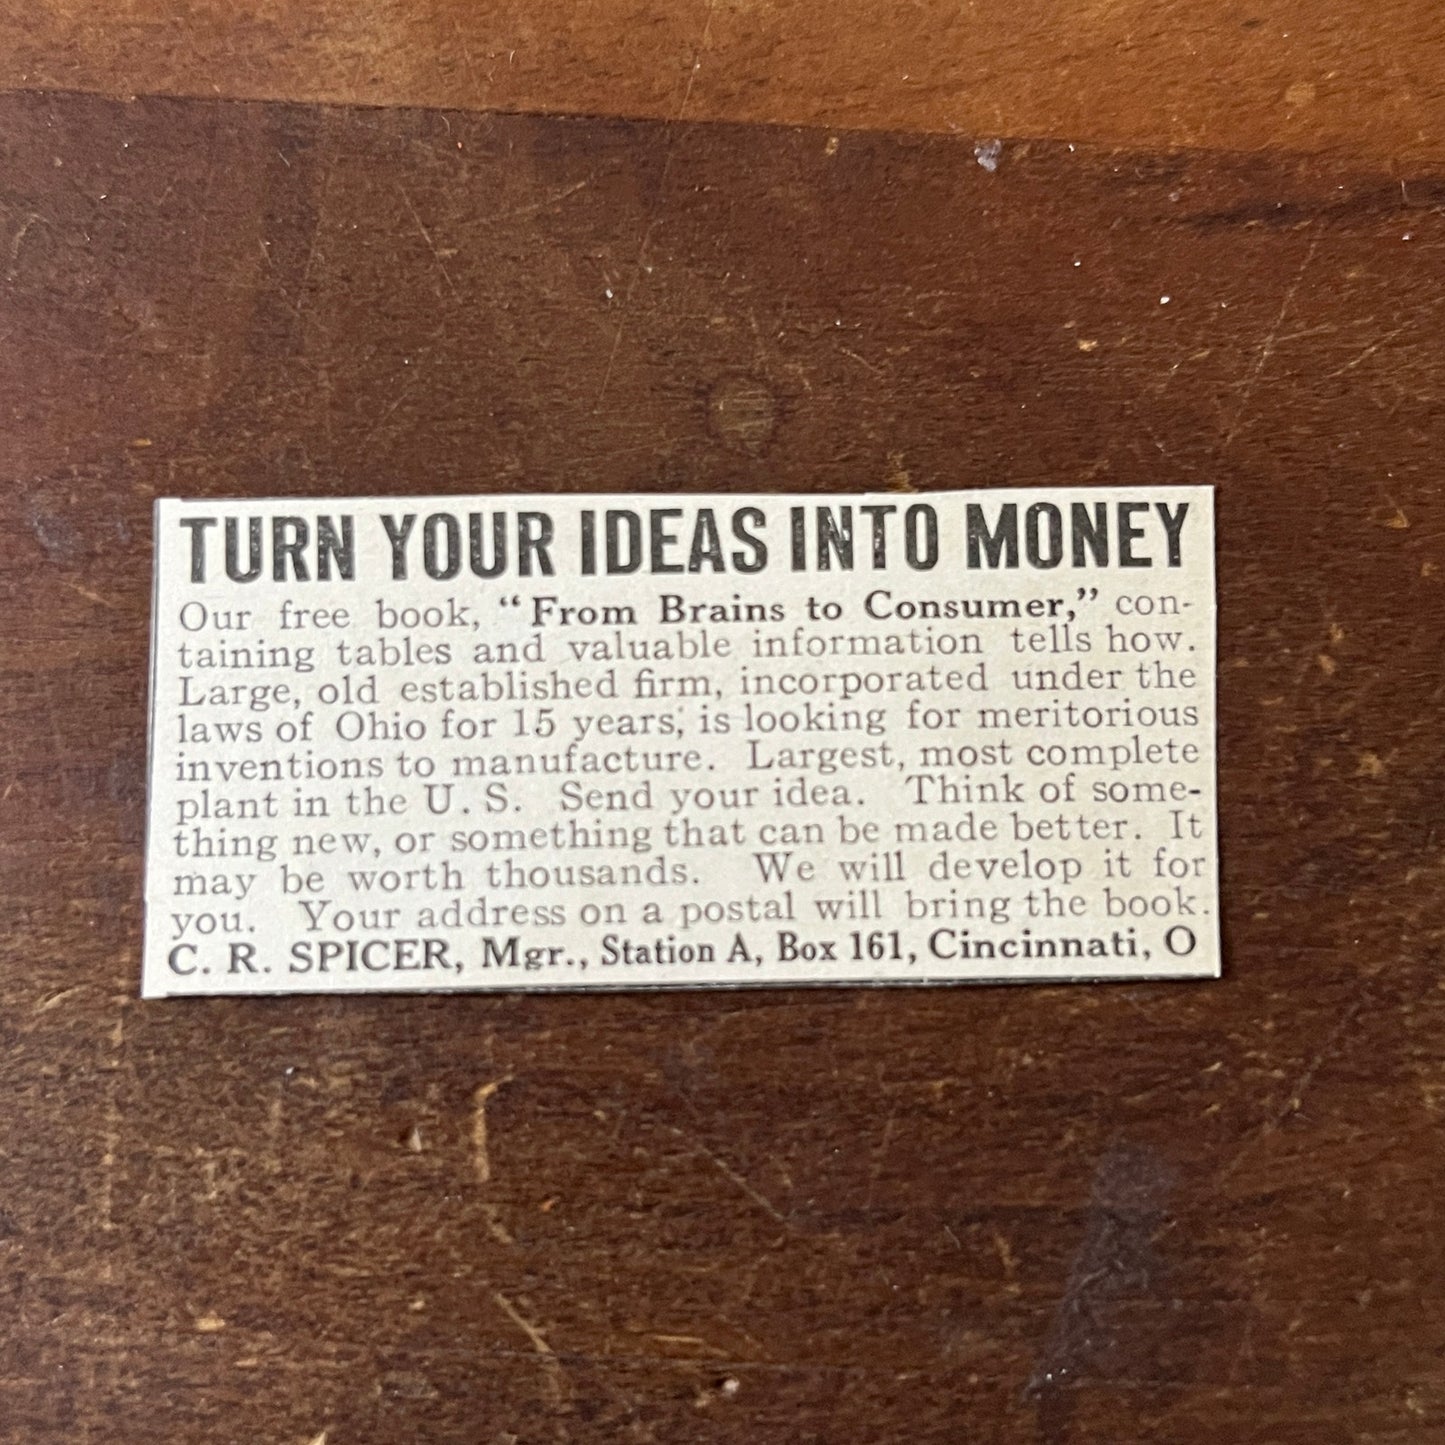 TURN YOUR IDEAS INTO MONEY
Our free book, “From Brains to Consumer,” con-
taining tables and valuable information tells how.
Large, old established firm, incorporated under the
laws of Ohio for 15 years, is looking for meritorious
inventions to manufacture. Largest, most complete
plant in the U. S. Send your idea. Think of some-
thing new, or something that can be made better. It
may be worth thousands. We will develop it for
you. Your address on a postal will bring the book.
C. R. SPICER, Mgr., Station A, Box 161, Cincinnati, O